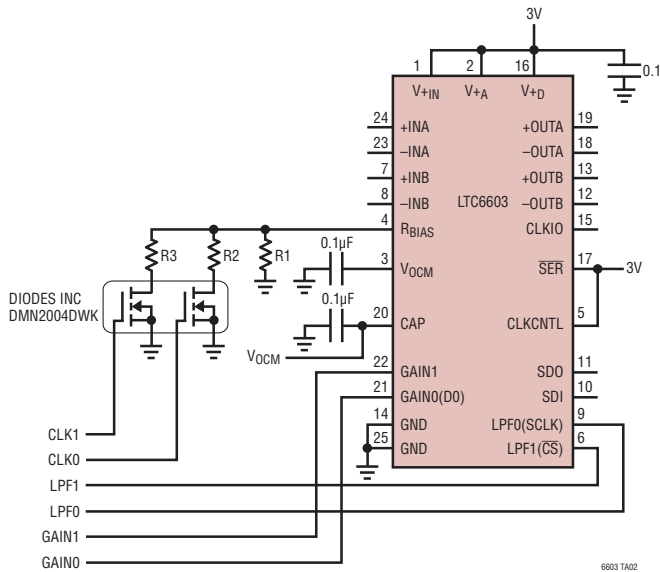 3V
1
2
16
0.1
V+IN
V+A
V+D
24 +INA
+OUTA 19
23 –INA
–OUTA 18
7 +INB
+OUTB 13
8 –INB
LTC6603
–OUTB 12
4 RBIAS
CLKIO 15
R3
R2
R1
0.1µF
3 VOCM
SER 17
3V
DIODES INC
DMN2004DWK
0.1µF
20 CAP
CLKCNTL 5
VOCM
22 GAIN1
SDO 11
21 GAIN0(D0)
SDI 10
14 GND
LPF0(SCLK) 9
25 GND
LPF1(CS) 6
CLK1
CLK0
LPF1
LPF0
GAIN1
GAIN0
6603 TA02